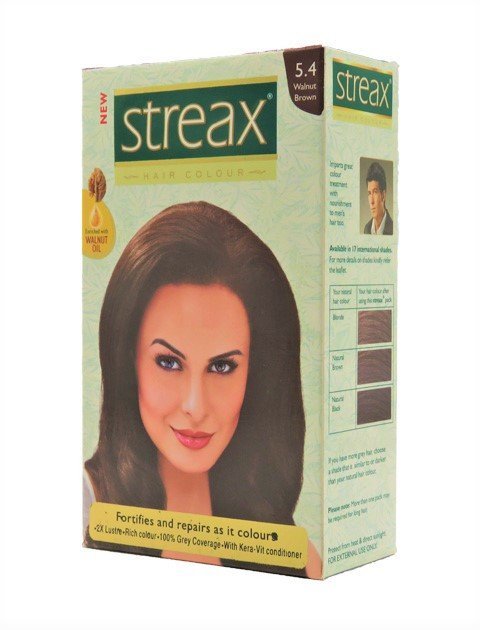 NEW
streax®
HAIR COLOUR
5.4
Walnut
Brown
Enriched with
WALNUT
OIL
Fortifies and repairs as it colours
•2X Lustre•Rich colour•100% Grey Coverage•With Kera-Vit conditioner
streax®
HAIR COLOUR
Imparts great
colour
treatment
with
nourishment
to men's
hair too.
Available in 17 international shades.
For more details on shades kindly refer
the leaflet.
Your natural
hair colour
Your hair colour after
using the streax® pack
Blonde
Natural
Brown
Natural
Black
If you have more grey hair, choose
a shade that is similar to or darker
than your natural hair colour.
Please note: More than one pack may
be required for long hair.
Protect from heat & direct sunlight.
FOR EXTERNAL USE ONLY.